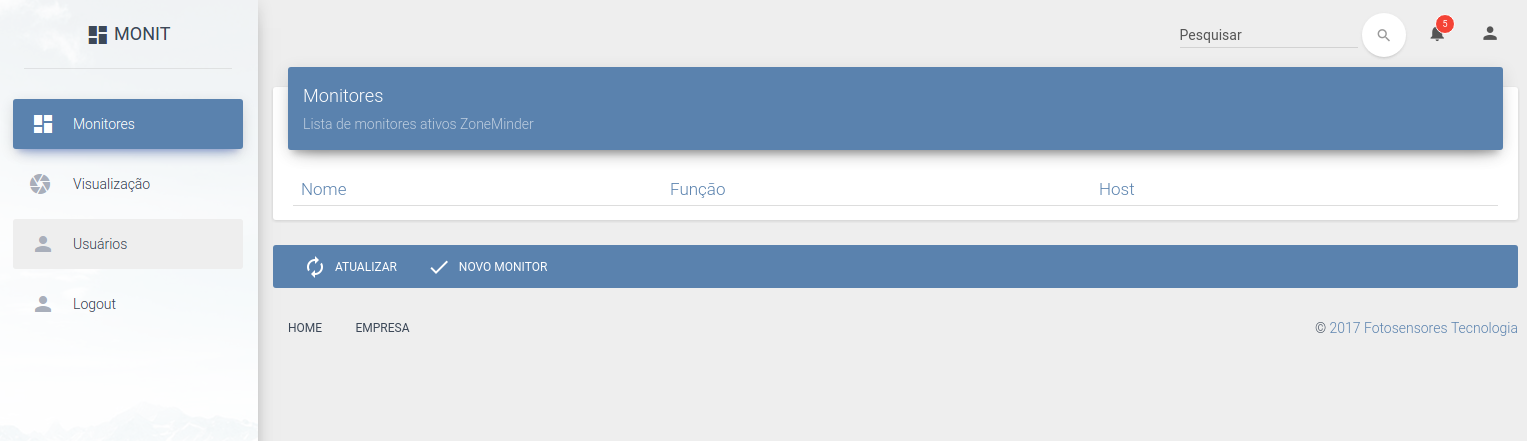 MONIT
Monitores
Visualização
Usuários
Logout
Pesquisar
5
Monitores
Lista de monitores ativos ZoneMinder
Nome Função Host
ATUALIZAR NOVO MONITOR
HOME EMPRESA
© 2017 Fotosensores Tecnologia